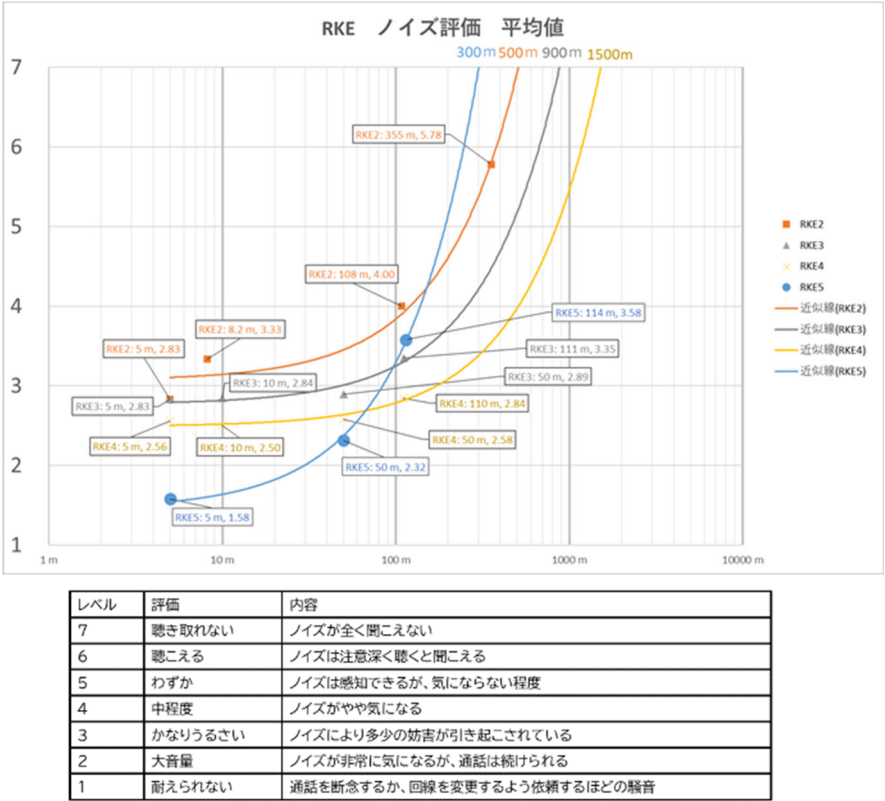 RKE ノイズ評価 平均値
300m 500m 900m 1500m
7
6
RKE2: 355 m, 5.78
5
RKE2
RKE3
RKE4
RKE5
近似線(RKE2)
近似線(RKE3)
近似線(RKE4)
近似線(RKE5)
RKE2: 108 m, 4.00
4
RKE5: 114 m, 3.58
RKE2: 8.2 m, 3.33
RKE2: 5 m, 2.83
RKE3: 111 m, 3.35
3
RKE3: 10 m, 2.84
RKE3: 50 m, 2.89
RKE3: 5 m, 2.83
RKE4: 110 m, 2.84
RKE4: 5 m, 2.56
RKE4: 10 m, 2.50
RKE4: 50 m, 2.58
2
RKE5: 50 m, 2.32
RKE5: 5 m, 1.58
1
1 m 10 m 100 m 1000 m 10000 m
レベル 評価 内容
7 聴き取れない ノイズが全く聞こえない
6 聴こえる ノイズは注意深く聴くと聞こえる
5 わずか ノイズは感知できるが、気にならない程度
4 中程度 ノイズがやや気になる
3 かなりうるさい ノイズにより多少の妨害が引き起こされている
2 大音量 ノイズが非常に気になるが、通話は続けられる
1 耐えられない 通話を断念するか、回線を変更するよう依頼するほどの騒音